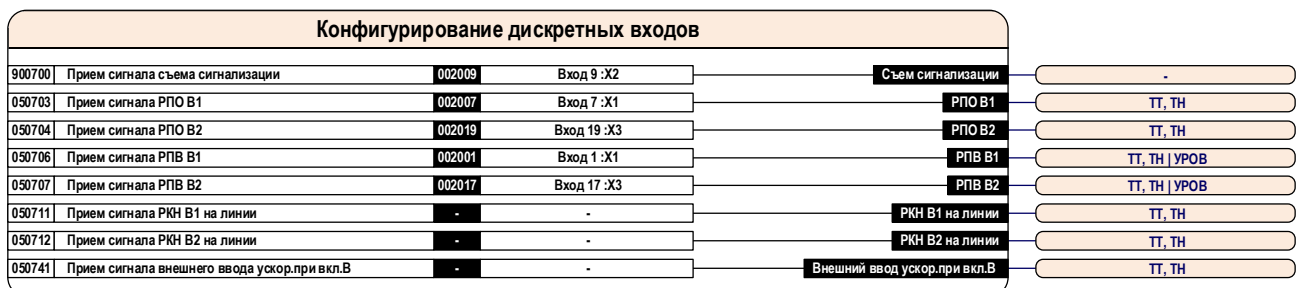 Конфигурирование дискретных входов
900700 Прием сигнала съема сигнализации 002009 Вход 9 :X2 Съем сигнализации -
050703 Прием сигнала РПО В1 002007 Вход 7 :X1 РПО В1 ТТ, ТН
050704 Прием сигнала РПО В2 002019 Вход 19 :X3 РПО В2 ТТ, ТН
050706 Прием сигнала РПВ В1 002001 Вход 1 :X1 РПВ В1 ТТ, ТН | УРОВ
050707 Прием сигнала РПВ В2 002017 Вход 17 :X3 РПВ В2 ТТ, ТН | УРОВ
050711 Прием сигнала РКН В1 на линии - - РКН В1 на линии ТТ, ТН
050712 Прием сигнала РКН В2 на линии - - РКН В2 на линии ТТ, ТН
050741 Прием сигнала внешнего ввода ускор.при вкл.В - - Внешний ввод ускор.при вкл.В ТТ, ТН